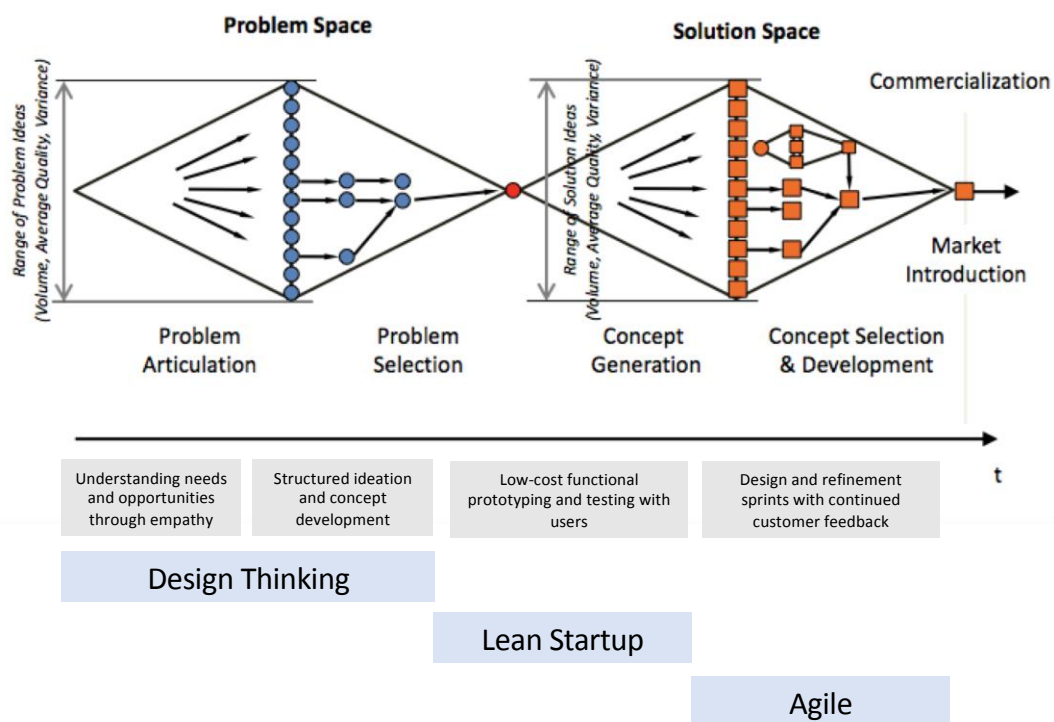 Problem Space
Solution Space
Commercialization
Range of Problem Ideas
(Volume, Average Quality, Variance)
Range of Solution Ideas
(Volume, Average Quality, Variance)
Market
Introduction
Problem
Articulation
Problem
Selection
Concept
Generation
Concept Selection
& Development
t
Understanding needs
and opportunities
through empathy
Structured ideation
and concept
development
Low-cost functional
prototyping and testing with
users
Design and refinement
sprints with continued
customer feedback
Design Thinking
Lean Startup
Agile